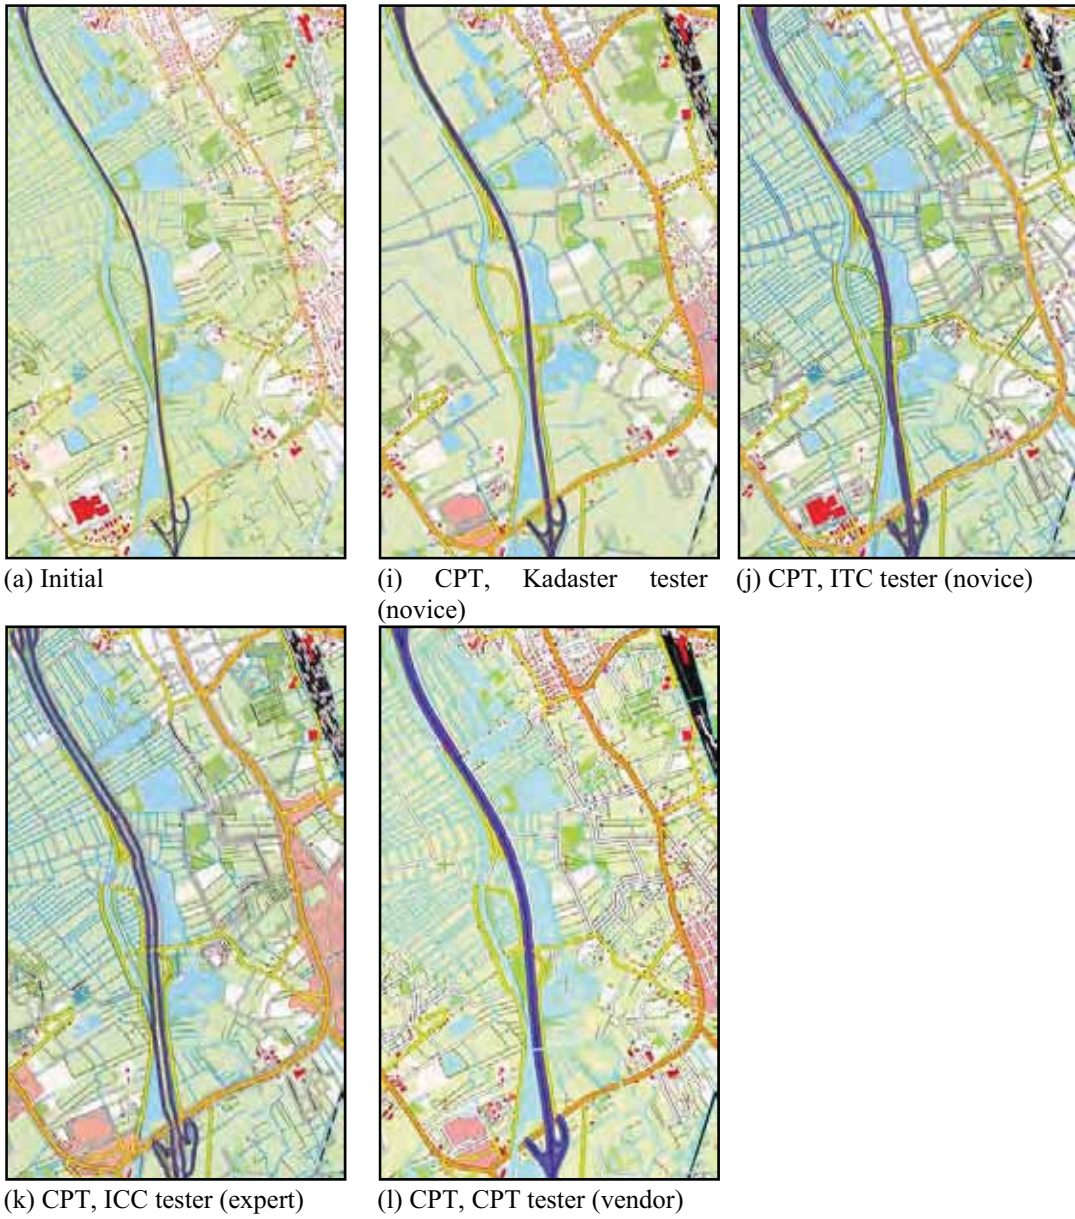 (a) Initial
(i) CPT, Kadaster tester
(novice)
(j) CPT, ITC tester (novice)
(k) CPT, ICC tester (expert)
(l) CPT, CPT tester (vendor)